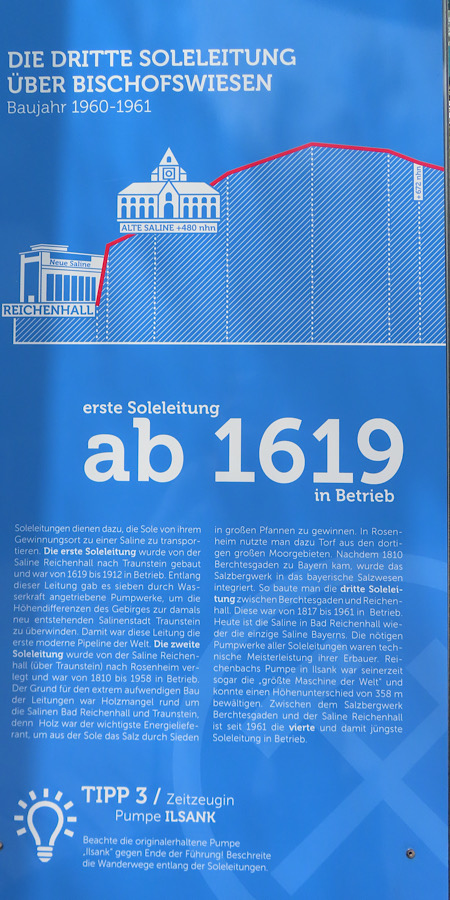 DIE DRITTE SOLELEITUNG
ÜBER BISCHOFSWIESEN
Baujahr 1960-1961
+672 nhn
ALTE SALINE +480 nhn
Neue Saline
REICHENHALL
erste Soleleitung
ab 1619
in Betrieb
Soleleitungen dienen dazu, die Sole von ihrem
Gewinnungsort zu einer Saline zu transpor-
tieren. Die erste Soleleitung wurde von der
Saline Reichenhall nach Traunstein gebaut
und war von 1619 bis 1912 in Betrieb. Entlang
dieser Leitung gab es sieben durch Was-
serkraft angetriebene Pumpwerke, um die
Höhendifferenzen des Gebirges zur damals
neu entstehenden Salinenstadt Traunstein
zu überwinden. Damit war diese Leitung die
erste moderne Pipeline der Welt. Die zweite
Soleleitung wurde von der Saline Reichen-
hall (über Traunstein) nach Rosenheim ver-
legt und war von 1810 bis 1958 in Betrieb.
Der Grund für den extrem aufwendigen Bau
der Leitungen war Holzmangel rund um
die Salinen Bad Reichenhall und Traunstein,
denn Holz war der wichtigste Energieliefe-
rant, um aus der Sole das Salz durch Sieden
in großen Pfannen zu gewinnen. In Rosen-
heim nutzte man dazu Torf aus den dorti-
gen großen Moorgebieten. Nachdem 1810
Berchtesgaden zu Bayern kam, wurde das
Salzbergwerk in das bayerische Salzwesen
integriert. So baute man die dritte Solelei-
tung zwischen Berchtesgaden und Reichen-
hall. Diese war von 1817 bis 1961 in Betrieb.
Heute ist die Saline in Bad Reichenhall wie-
der die einzige Saline Bayerns. Die nötigen
Pumpwerke aller Soleleitungen waren tech-
nische Meisterleistung ihrer Erbauer. Rei-
chenbachs Pumpe in Ilsank war seinerzeit
sogar die „größte Maschine der Welt" und
konnte einen Höhenunterschied von 358 m
bewältigen. Zwischen dem Salzbergwerk
Berchtesgaden und der Saline Reichenhall
ist seit 1961 die vierte und damit jüngste
Soleleitung in Betrieb.
TIPP 3 / Zeitzeugin
Pumpe ILSANK
Beachte die originalerhaltene Pumpe
„Ilsank" gegen Ende der Führung! Beschreite
die Wanderwege entlang der Soleleitungen.